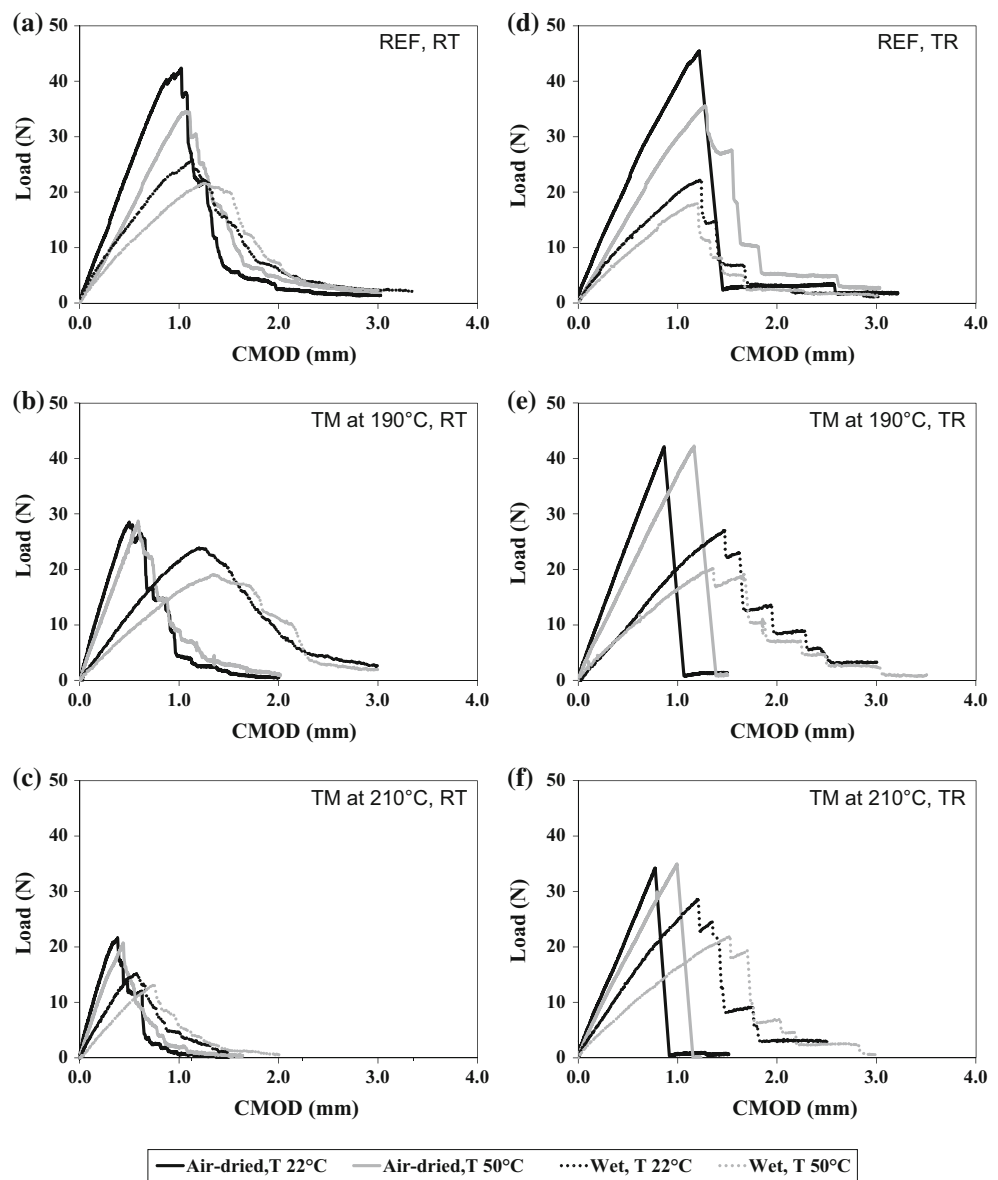 (a)
REF, RT
50
40
30
20
10
0
Load (N)
0.0 1.0 2.0 3.0 4.0
CMOD (mm)
(d)
REF, TR
50
40
30
20
10
0
Load (N)
0.0 1.0 2.0 3.0 4.0
CMOD (mm)
(b)
TM at 190°C, RT
50
40
30
20
10
0
Load (N)
0.0 1.0 2.0 3.0 4.0
CMOD (mm)
(e)
TM at 190°C, TR
50
40
30
20
10
0
Load (N)
0.0 1.0 2.0 3.0 4.0
CMOD (mm)
(c)
TM at 210°C, RT
50
40
30
20
10
0
Load (N)
0.0 1.0 2.0 3.0 4.0
CMOD (mm)
(f)
TM at 210°C, TR
50
40
30
20
10
0
Load (N)
0.0 1.0 2.0 3.0 4.0
CMOD (mm)
Air-dried,T 22°C Air-dried,T 50°C Wet, T 22°C Wet, T 50°C